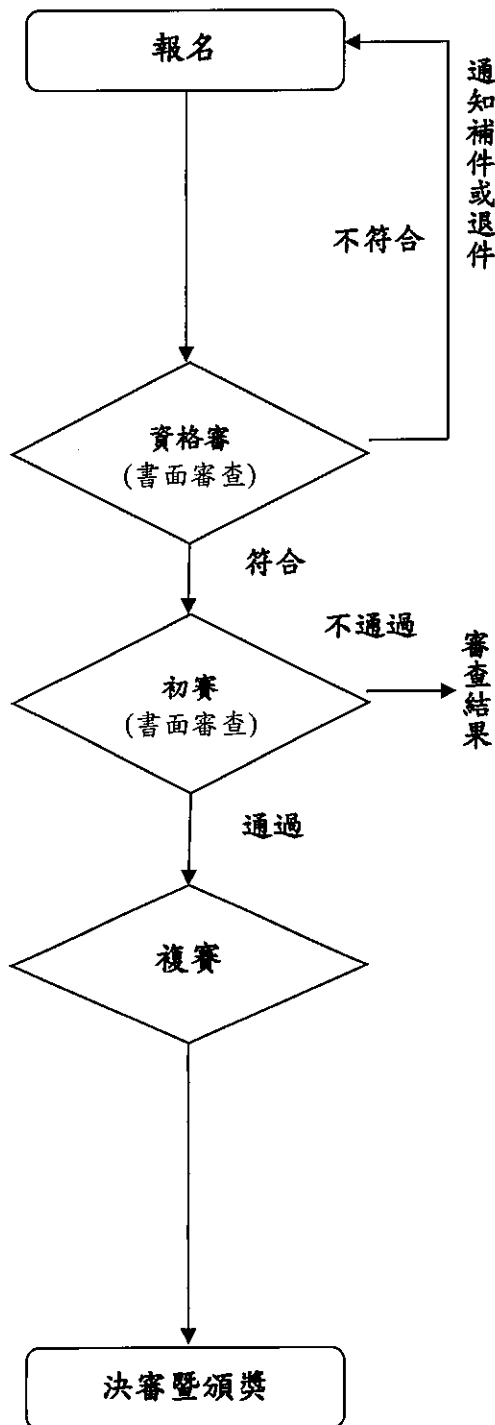 報名
通知補件或退件
不符合
資格審
(書面審查)
符合
不通過
審查結果
初賽
(書面審查)
通過
複賽
決審暨頒獎